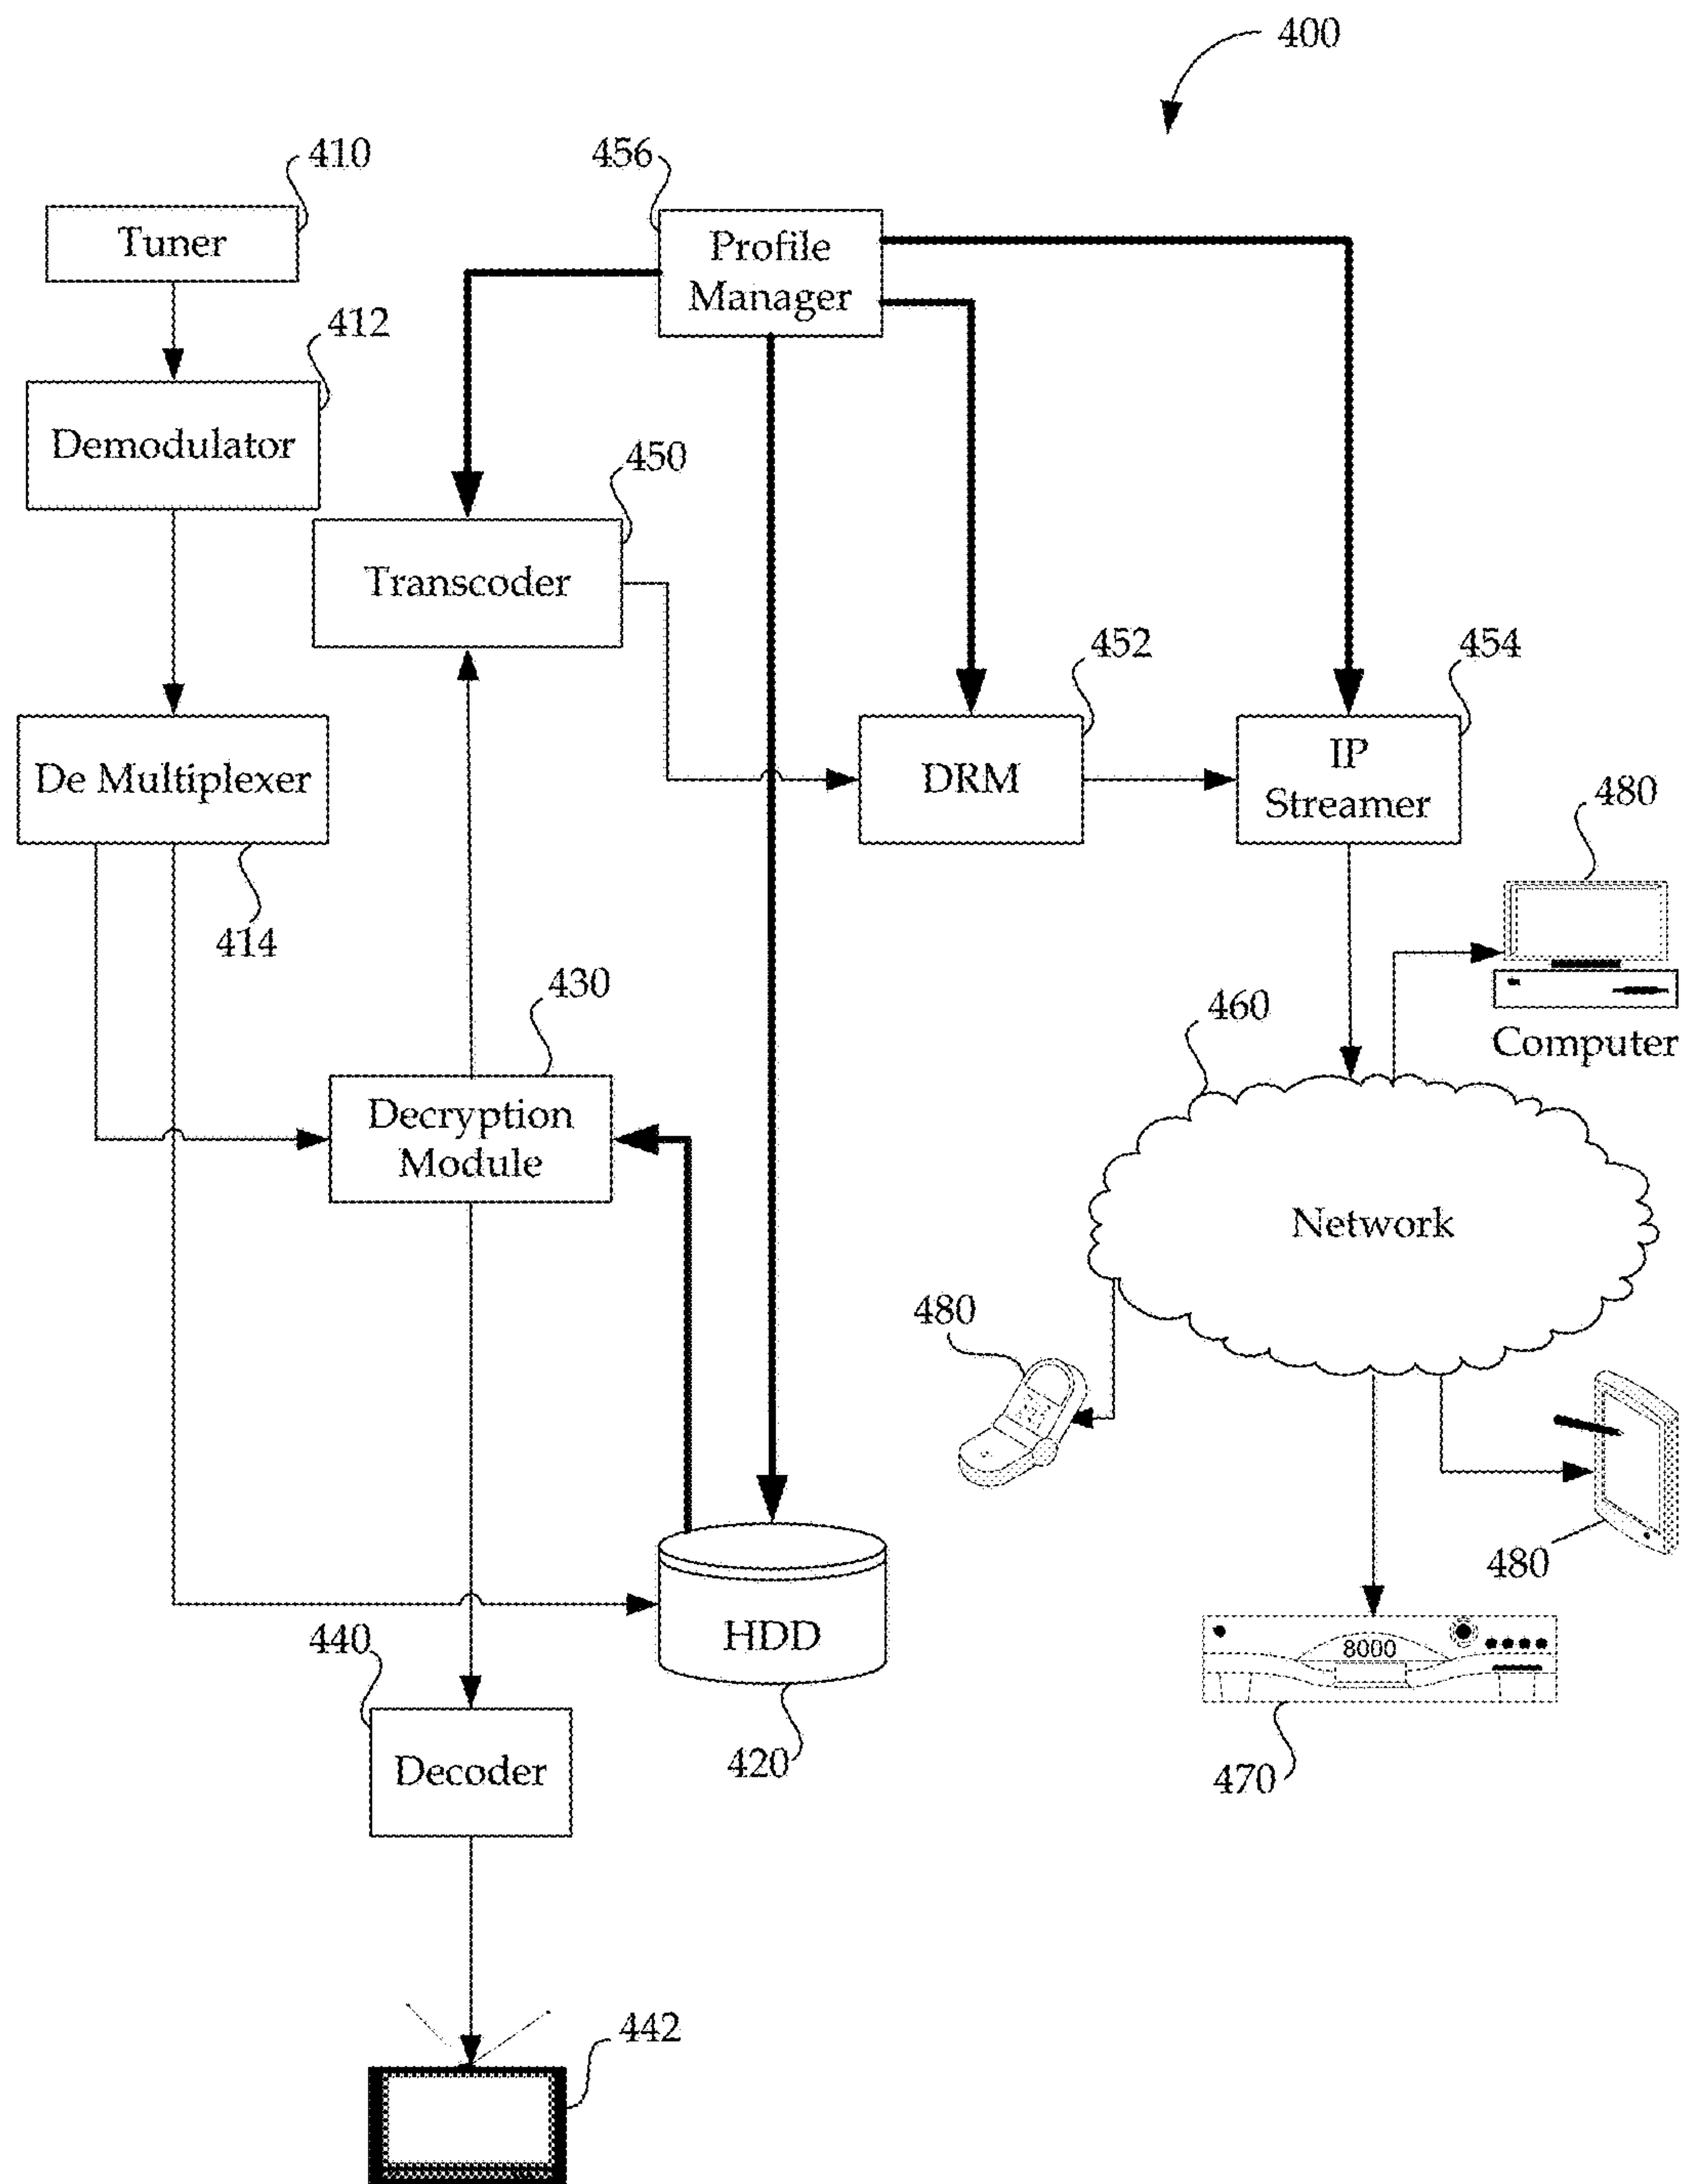 400
410
456
Tuner
Profile
Manager
412
Demodulator
450
Transcoder
452
454
De Multiplexer
DRM
IP
Streamer
480
414
430
460
Computer
Decryption
Module
Network
480
480
HDD
8000
440
420
470
Decoder
442